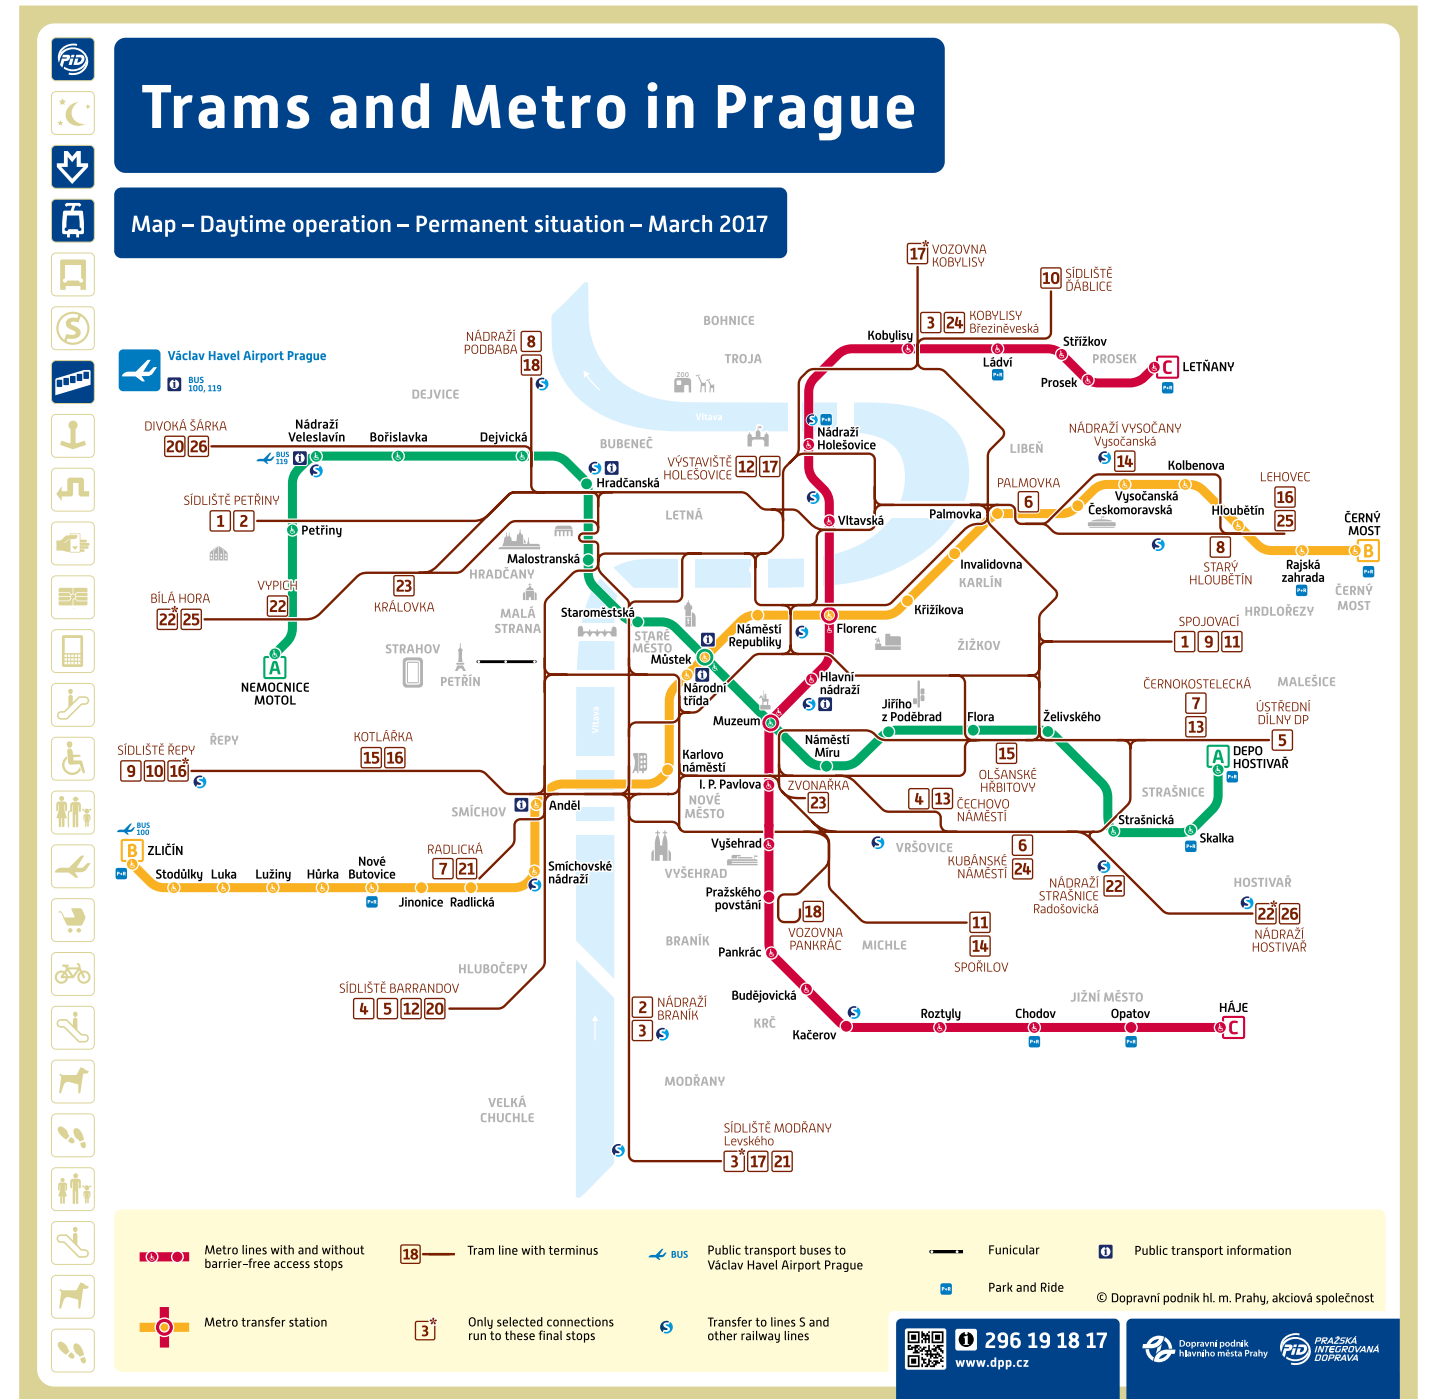 PiD
Trams and Metro in Prague
Map – Daytime operation – Permanent situation – March 2017
17*
VOZOVNA
KOBYLISY
10
SÍDLIŠTĚ
ĎÁBLICE
3 24
KOBYLISY
Březiněveská
BOHNICE
Kobylisy
Střížkov
NÁDRAŽÍ
PODBABA
8
18
TROJA
ZOO
Ládví
P+R
PROSEK
Prosek
C LETŇANY
P+R
Václav Havel Airport Prague
BUS
100, 119
DEJVICE
Vltava
DIVOKÁ ŠÁRKA
20 26
Nádraží
Veleslavín
Bořislavka
Dejvická
BUS
119
BUBENEČ
P+R
Nádraží
Holešovice
VÝSTAVIŠTĚ
HOLEŠOVICE
12 17
LIBEŇ
NÁDRAŽÍ VYSOČANY
Vysočanská
14
Kolbenova
Hradčanská
PALMOVKA
6
Vysočanská
Českomoravská
LEHOVEC
16
25
SÍDLIŠTĚ PETŘINY
1 2
Petřiny
LETNÁ
Vltavská
Palmovka
Hloubětín
ČERNÝ
MOST
B
P+R
Malostranská
HRADČANY
Invalidovna
KARLÍN
8
STARÝ
HLOUBĚTÍN
Rajská
zahrada
P+R
ČERNÝ
MOST
HRDLOŘEZY
VYPICH
22
23
KRÁLOVKA
BÍLÁ HORA
22* 25
MALÁ
STRANA
Staroměstská
Křižíkova
STARÉ
MĚSTO
Náměstí
Republiky
Florenc
SPOJOVACÍ
1 9 11
STRAHOV
PETŘÍN
Můstek
ŽIŽKOV
A
NEMOCNICE
MOTOL
Národní
třída
Hlavní
nádraží
ČERNOKOSTELECKÁ
7
13
MALEŠICE
Vltava
Muzeum
Jiřího
z Poděbrad
Flora
Želivského
ÚSTŘEDNÍ
DÍLNY DP
5
ŘEPY
KOTLÁŘKA
15 16
SÍDLIŠTĚ ŘEPY
9 10 16*
Karlovo
náměstí
Náměstí
Míru
15
OLŠANSKÉ
HŘBITOVY
A DEPO
HOSTIVAŘ
P+R
I. P. Pavlova
ZVONAŘKA
23
4 13
ČECHOVO
NÁMĚSTÍ
STRAŠNICE
SMÍCHOV
Anděl
NOVÉ
MĚSTO
Strašnická
Skalka
P+R
BUS
100
B ZLIČÍN
P+R
Vyšehrad
VRŠOVICE
6
24
KUBÁNSKÉ
NÁMĚSTÍ
RADLICKÁ
7 21
Stodůlky
Luka
Lužiny
Hůrka
Nové
Butovice
P+R
Jinonice
Radlická
Smíchovské
nádraží
VYŠEHRAD
Pražského
povstání
NÁDRAŽÍ
STRAŠNICE
Radošovická
22
HOSTIVAŘ
22* 26
NÁDRAŽÍ
HOSTIVAŘ
18
VOZOVNA
PANKRÁC
11
14
SPOŘILOV
BRANÍK
MICHLE
Pankrác
HLUBOČEPY
SÍDLIŠTĚ BARRANDOV
4 5 12 20
2
3
NÁDRAŽÍ
BRANÍK
Budějovická
JIŽNÍ MĚSTO
KRČ
Kačerov
Roztyly
Chodov
P+R
Opatov
P+R
HÁJE
C
MODŘANY
VELKÁ
CHUCHLE
SÍDLIŠTĚ MODŘANY
Levského
3* 17 21
Metro lines with and without
barrier-free access stops
18 Tram line with terminus
BUS Public transport buses to
Václav Havel Airport Prague
Funicular
Public transport information
P+R Park and Ride
© Dopravní podnik hl. m. Prahy, akciová společnost
Metro transfer station
3* Only selected connections
run to these final stops
S Transfer to lines S and
other railway lines
296 19 18 17
www.dpp.cz
Dopravní podnik
hlavního města Prahy
PiD PRAŽSKÁ
INTEGROVANÁ
DOPRAVA